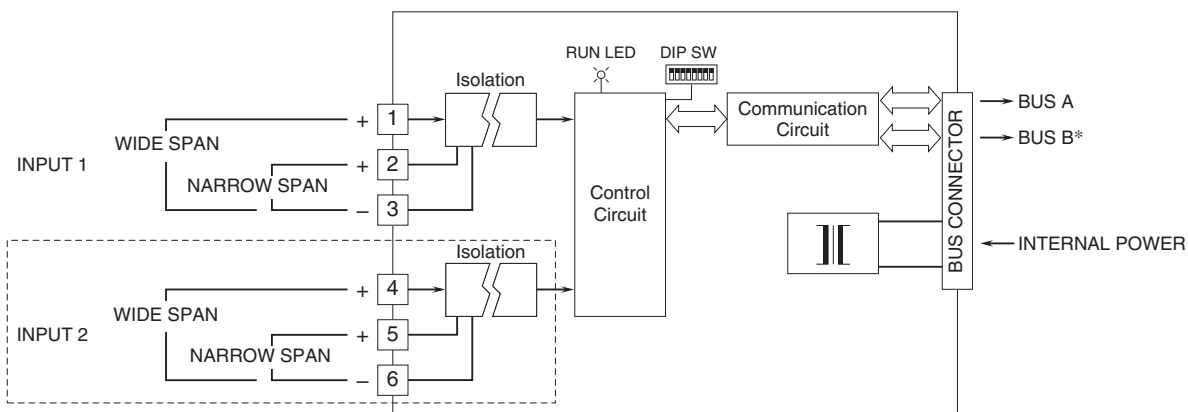 RUN LED
DIP SW
Isolation
INPUT 1
WIDE SPAN
NARROW SPAN
+ 1
+ 2
– 3
Control
Circuit
Communication
Circuit
BUS CONNECTOR
BUS A
BUS B*
INTERNAL POWER
Isolation
INPUT 2
WIDE SPAN
NARROW SPAN
+ 4
+ 5
– 6